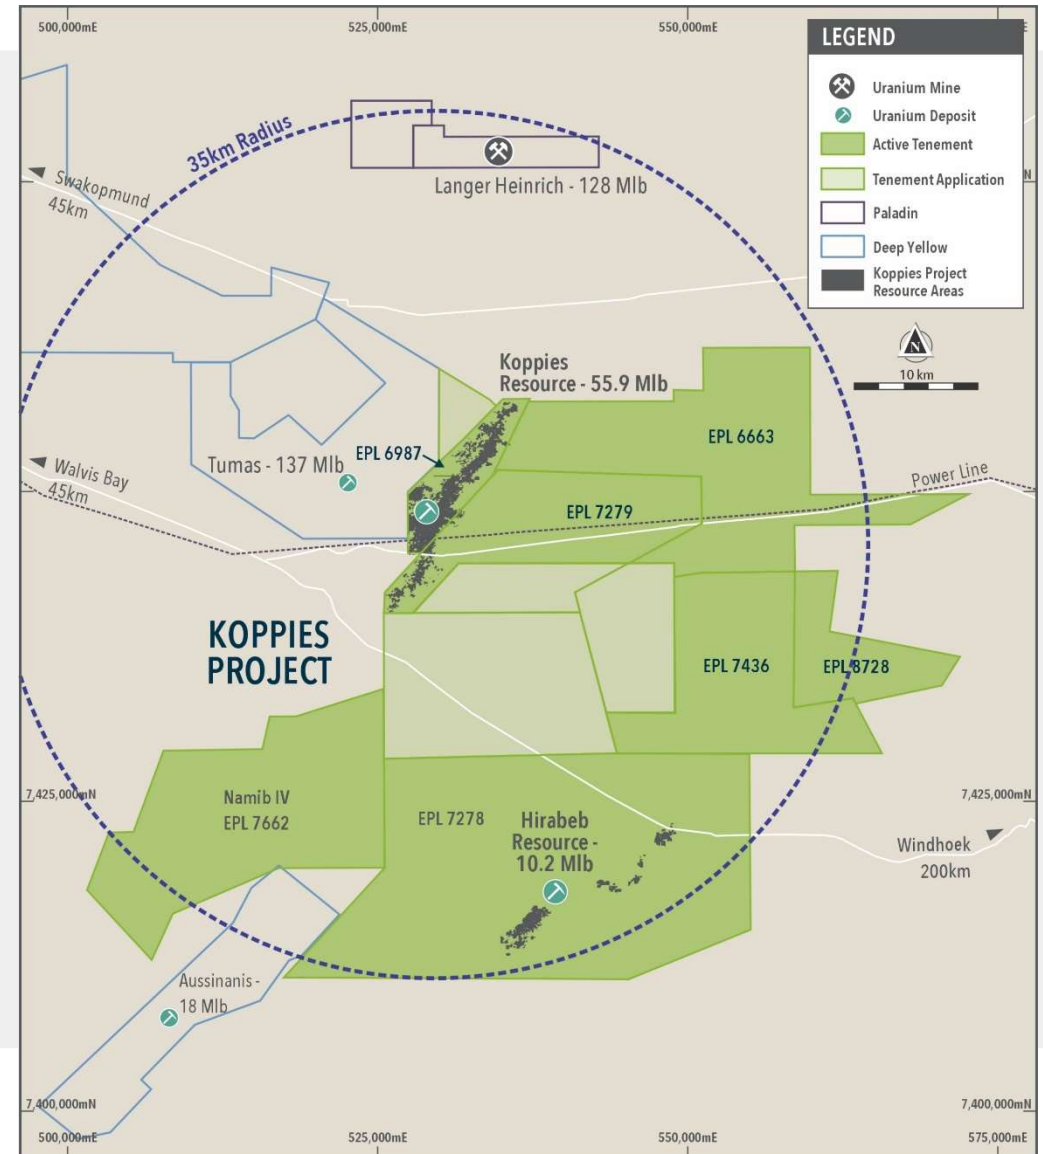 500,000mE
525,000mE
550,000mE
E
LEGEND
Uranium Mine
Uranium Deposit
Active Tenement
Tenement Application
Paladin
Deep Yellow
Koppies Project
Resource Areas
35km Radius
Swakopmund
45km
Langer Heinrich - 128 Mlb
N
N
10 km
Koppies
Resource - 55.9 Mlb
EPL 6663
EPL 6987
Tumas - 137 Mlb
Walvis Bay
45km
Power Line
EPL 7279
KOPPIES
PROJECT
EPL 7436
EPL 8728
7,425,000mN
7,425,000mN
Namib IV
EPL 7662
EPL 7278
Hirabeb
Resource -
10.2 Mlb
Windhoek
200km
Aussinanis -
18 Mlb
7,400,000mN
7,400,000mN
500,000mE
525,000mE
550,000mE
575,000mE